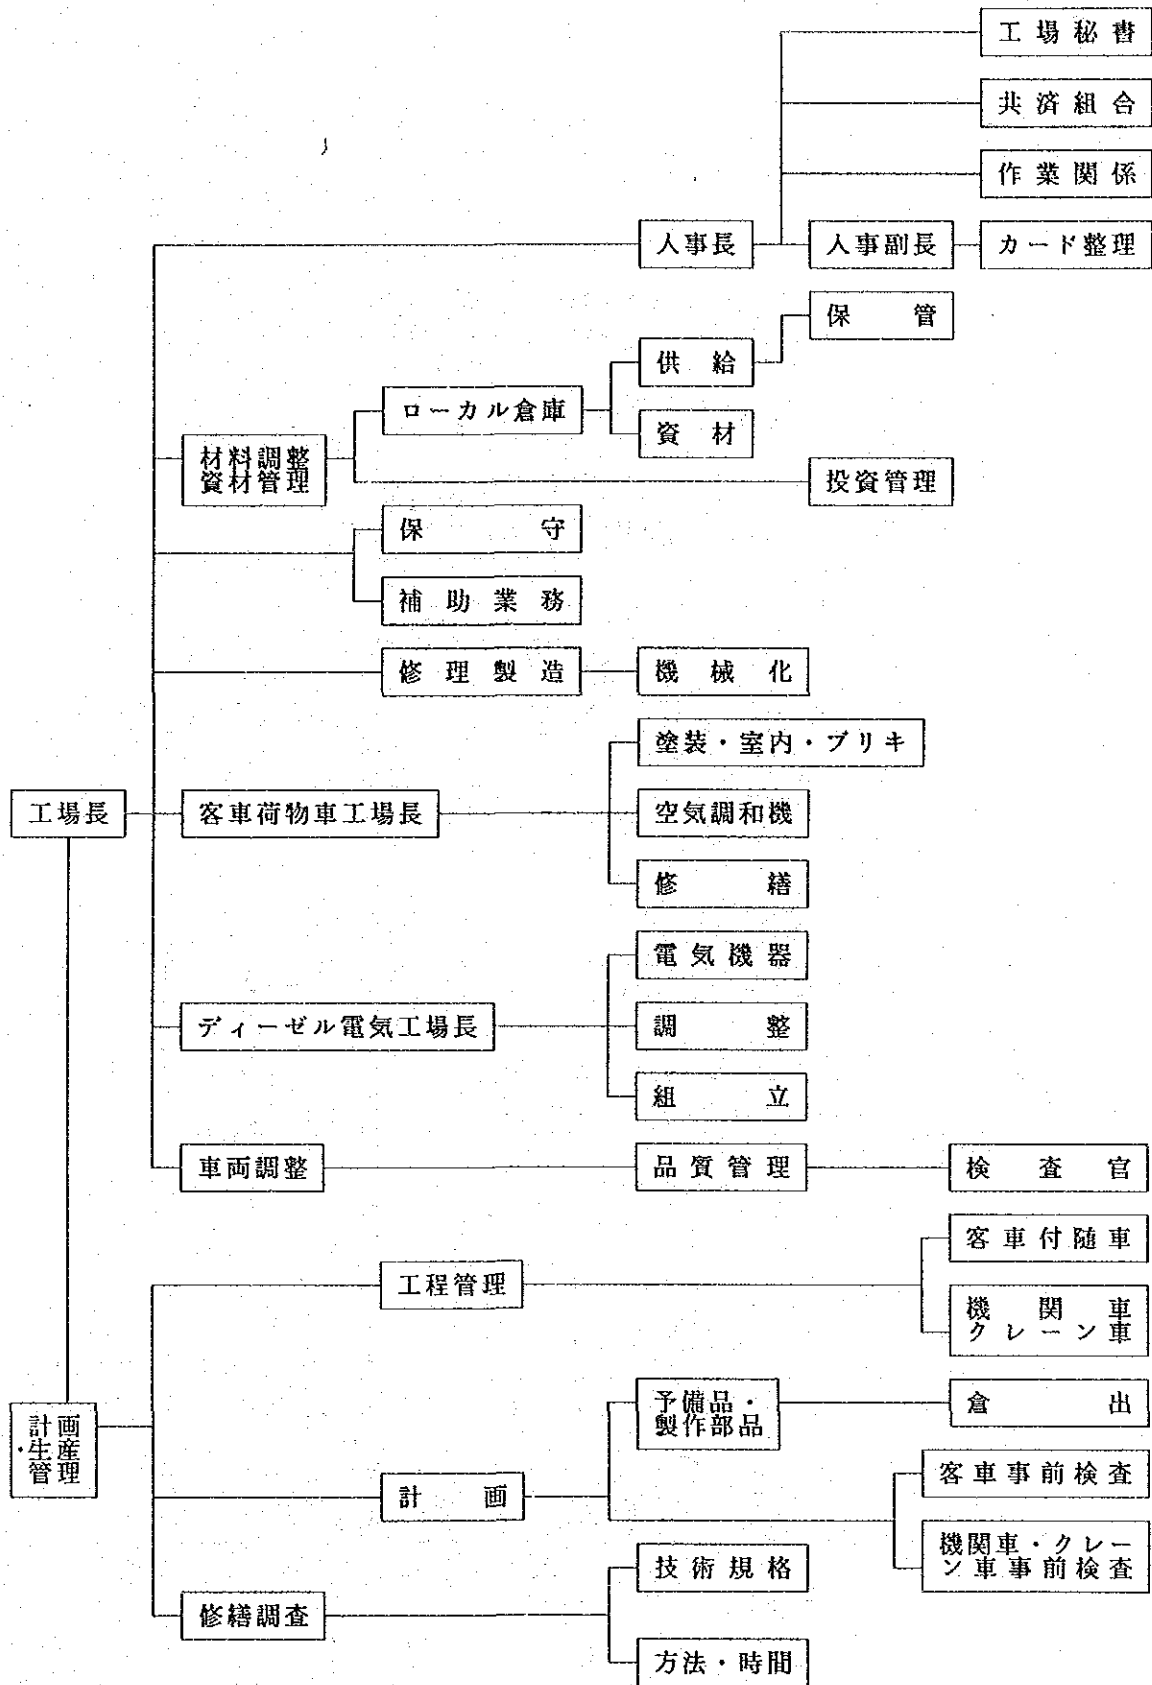 工場秘書
共済組合
作業関係
人事長
人事副長
カード整理
保管
供給
ローカル倉庫
資材
材料調整
資材管理
投資管理
保守
補助業務
修理製造
機械化
塗装・室内・ブリキ
工場長
客車荷物車工場長
空気調和機
修繕
電気機器
ディーゼル電気工場長
調整
組立
車両調整
品質管理
検査官
客車付随車
工程管理
機関車
クレーン車
計画
・生産
管理
予備品・
製作部品
倉出
客車事前検査
計画
機関車・クレー
ン車事前検査
技術規格
修繕調査
方法・時間